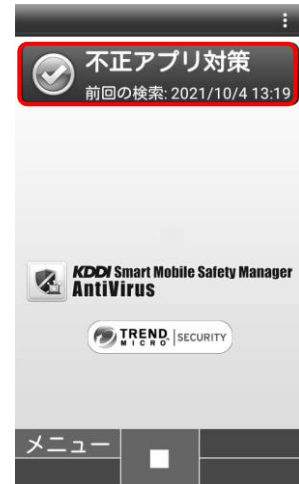 不正アプリ対策
前回の検索: 2021/10/4 13:19
KDDI Smart Mobile Safety Manager
AntiVirus
TREND MICRO SECURITY
メニュー